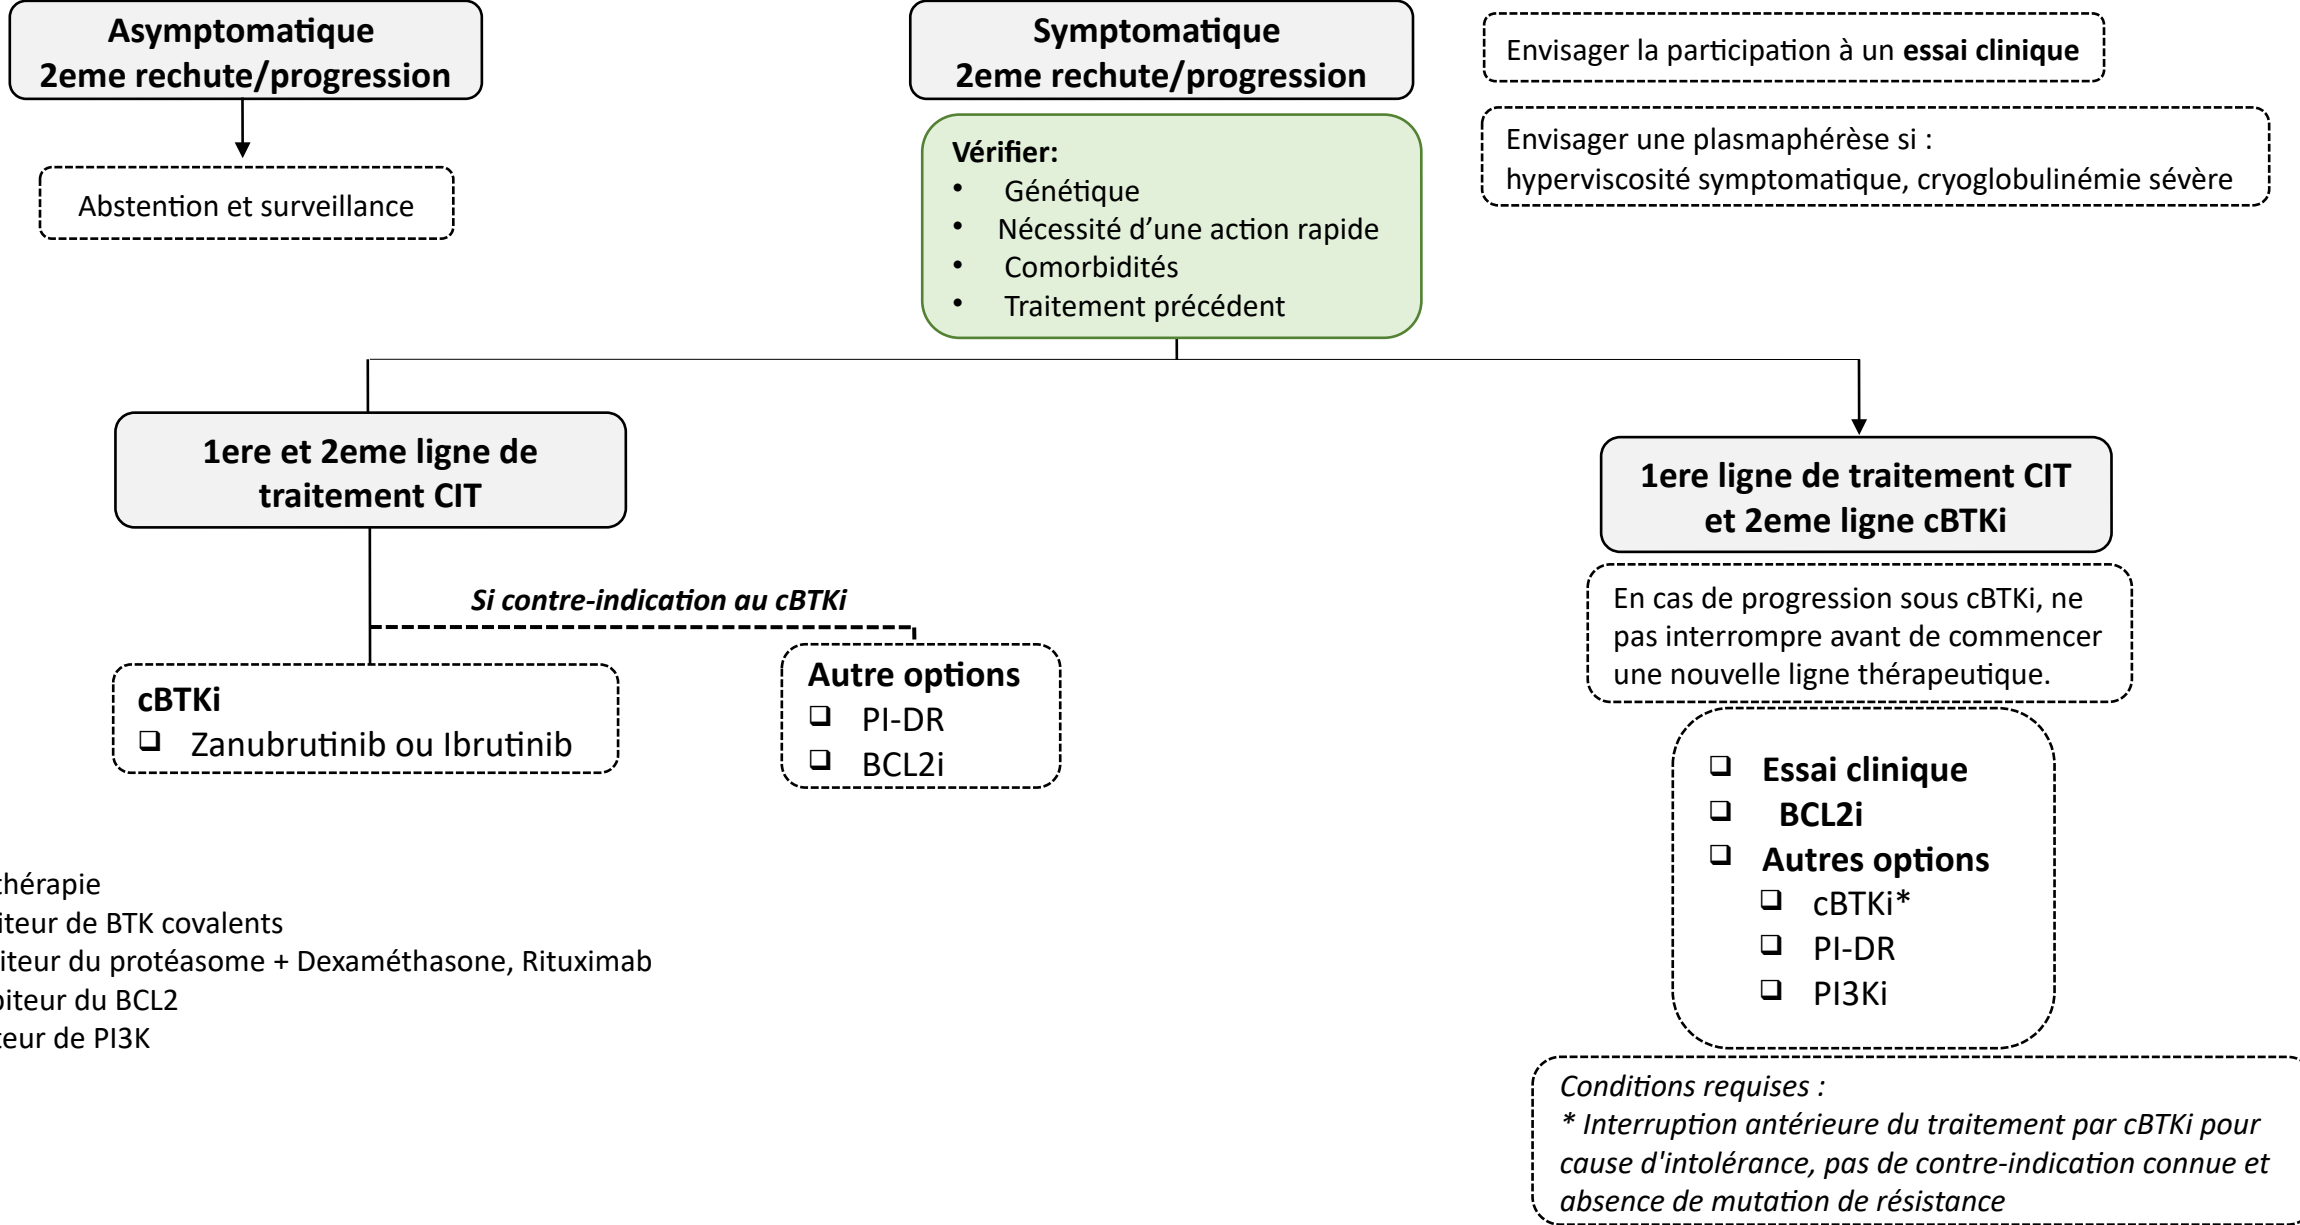 Asymptomatique
2eme rechute/progression
Abstention et surveillance
Symptomatique
2eme rechute/progression
Envisager la participation à un essai clinique
Envisager une plasmaphérèse si :
hyperviscosité symptomatique, cryoglobulinémie sévère
Vérifier:
• Génétique
• Nécessité d’une action rapide
• Comorbidités
• Traitement précédent
1ere et 2eme ligne de
traitement CIT
Si contre-indication au cBTKi
cBTKi
❑ Zanubrutinib ou Ibrutinib
Autre options
❑ PI-DR
❑ BCL2i
1ere ligne de traitement CIT
et 2eme ligne cBTKi
En cas de progression sous cBTKi, ne
pas interrompre avant de commencer
une nouvelle ligne thérapeutique.
❑ Essai clinique
❑ BCL2i
❑ Autres options
❑ cBTKi*
❑ PI-DR
❑ PI3Ki
Conditions requises :
* Interruption antérieure du traitement par cBTKi pour
cause d'intolérance, pas de contre-indication connue et
absence de mutation de résistance
de BTK covalents
du protéasome + Dexaméthasone, Rituximab
du BCL2
de PI3K